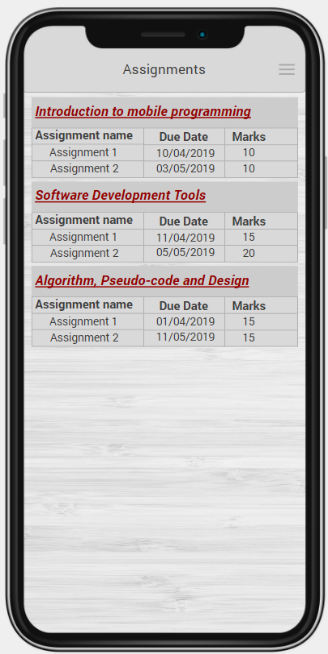 Assignments
Introduction to mobile programming
Assignment name Due Date Marks
Assignment 1 10/04/2019 10
Assignment 2 03/05/2019 10
Software Development Tools
Assignment name Due Date Marks
Assignment 1 11/04/2019 15
Assignment 2 05/05/2019 20
Algorithm, Pseudo-code and Design
Assignment name Due Date Marks
Assignment 1 01/04/2019 15
Assignment 2 11/05/2019 15